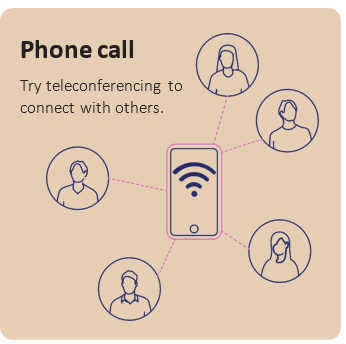 Phone call
Try teleconferencing to
connect with others.